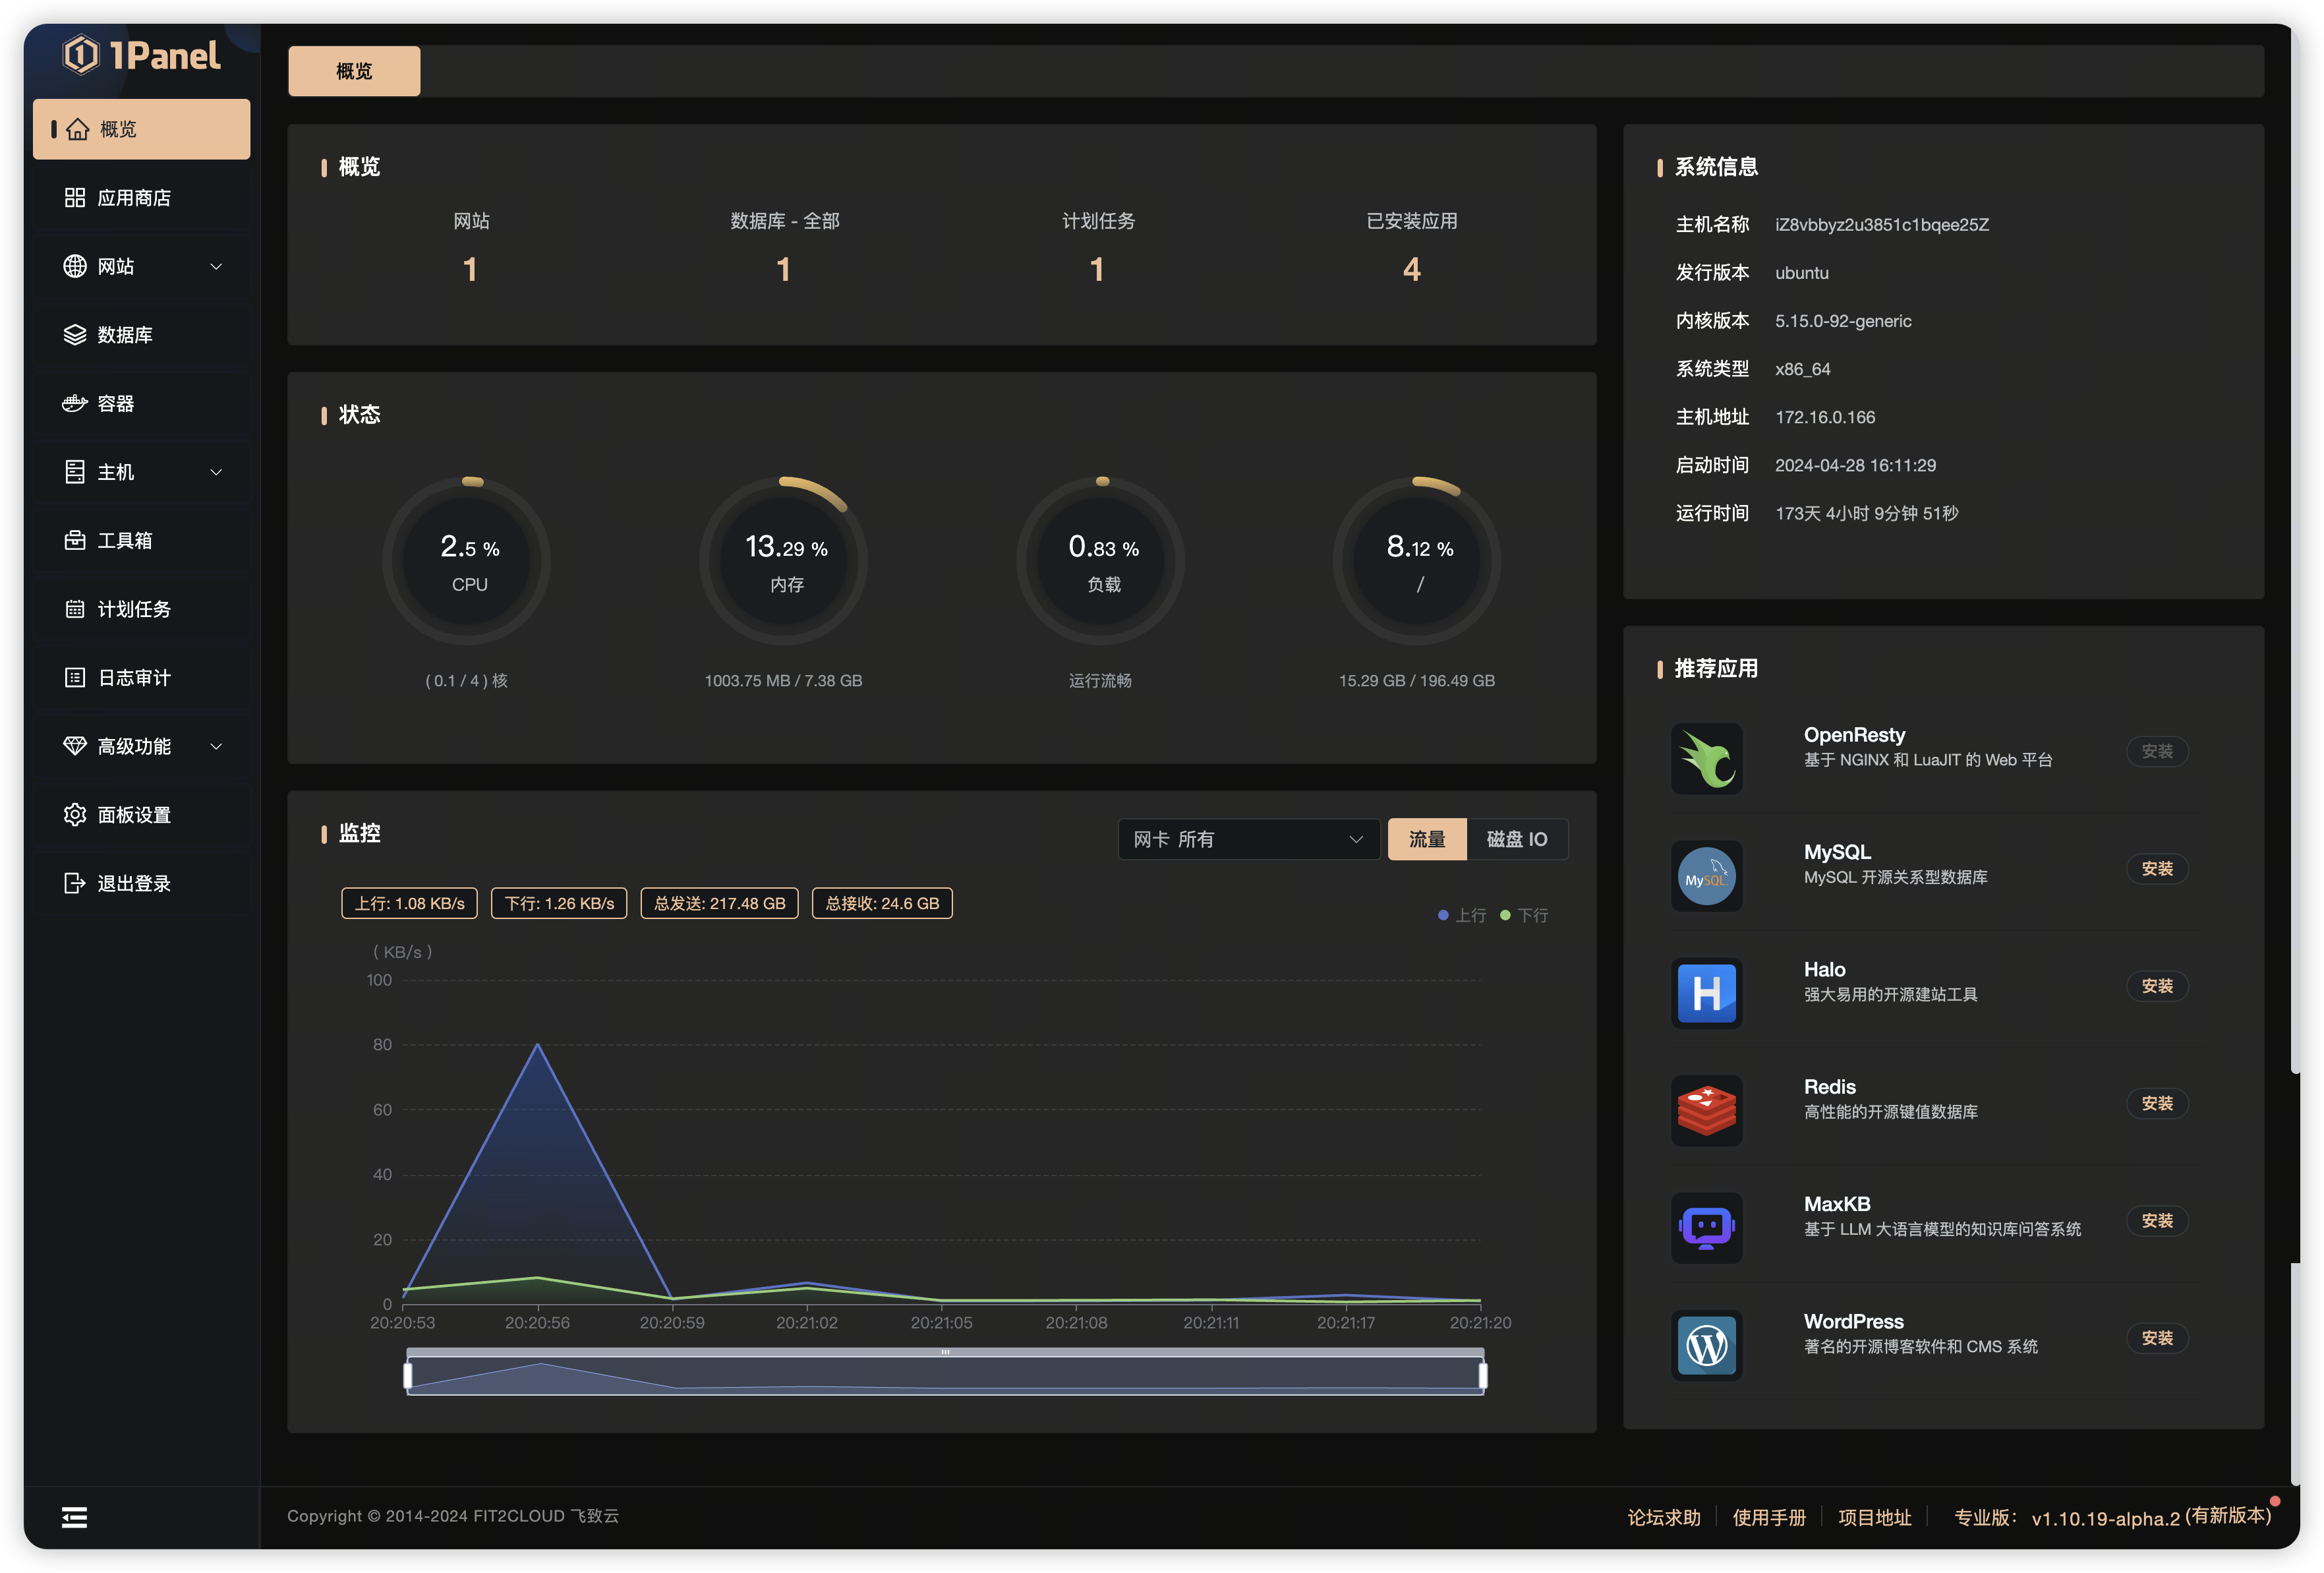 1Panel
概览
应用商店
网站
数据库
容器
主机
工具箱
计划任务
日志审计
高级功能
面板设置
退出登录
概览
概览
网站 数据库 - 全部 计划任务 已安装应用
1 1 1 4
状态
2.5 % 13.29 % 0.83 % 8.12 %
CPU 内存 负载 /
( 0.1 / 4 ) 核 1003.75 MB / 7.38 GB 运行流畅 15.29 GB / 196.49 GB
监控
网卡 所有 流量 磁盘 IO
上行: 1.08 KB/s 下行: 1.26 KB/s 总发送: 217.48 GB 总接收: 24.6 GB
上行 下行
( KB/s )
100
80
60
40
20
0
20:20:53 20:20:56 20:20:59 20:21:02 20:21:05 20:21:08 20:21:11 20:21:17 20:21:20
系统信息
主机名称 iZ8vbbyz2u3851c1bqee25Z
发行版本 ubuntu
内核版本 5.15.0-92-generic
系统类型 x86_64
主机地址 172.16.0.166
启动时间 2024-04-28 16:11:29
运行时间 173天 4小时 9分钟 51秒
推荐应用
OpenResty
基于 NGINX 和 LuaJIT 的 Web 平台
安装
MySQL
MySQL
MySQL 开源关系型数据库
安装
Halo
强大易用的开源建站工具
安装
Redis
高性能的开源键值数据库
安装
MaxKB
基于 LLM 大语言模型的知识库问答系统
安装
WordPress
著名的开源博客软件和 CMS 系统
安装
Copyright © 2014-2024 FIT2CLOUD 飞致云
论坛求助 使用手册 项目地址 专业版: v1.10.19-alpha.2 (有新版本)